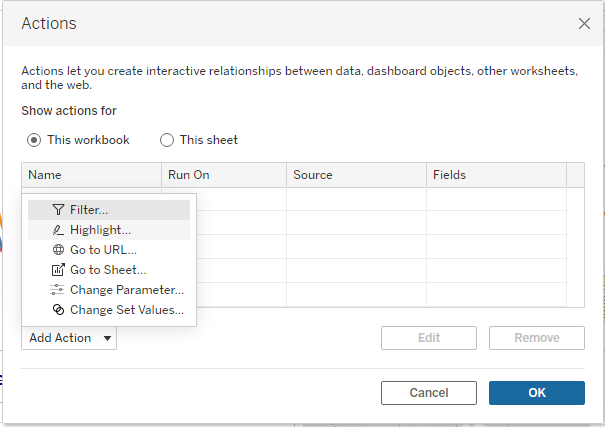 Actions
Actions let you create interactive relationships between data, dashboard objects, other worksheets,
and the web.
Show actions for
This workbook This sheet
Name Run On Source Fields
Filter...
Highlight...
Go to URL...
Go to Sheet...
Change Parameter...
Change Set Values...
Add Action Edit Remove
Cancel OK